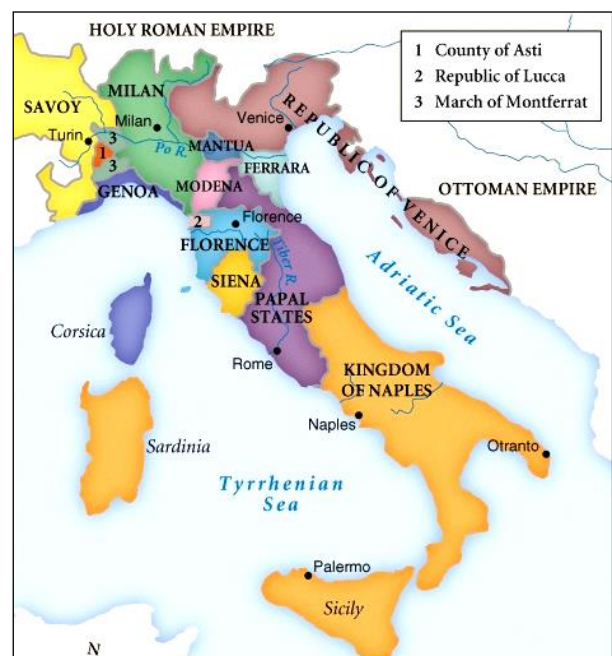 HOLY ROMAN EMPIRE
1 County of Asti
2 Republic of Lucca
3 March of Montferrat
SAVOY
MILAN
Turin
Milan
Venice
3
Po R.
1
3
MANTUA
FERRARA
REPUBLIC OF VENICE
GENOA
MODENA
OTTOMAN EMPIRE
2
Florence
FLORENCE
Tiber R.
SIENA
PAPAL
STATES
Adriatic Sea
Corsica
Rome
KINGDOM
OF NAPLES
Naples
Otranto
Sardinia
Tyrrhenian
Sea
Palermo
Sicily
N